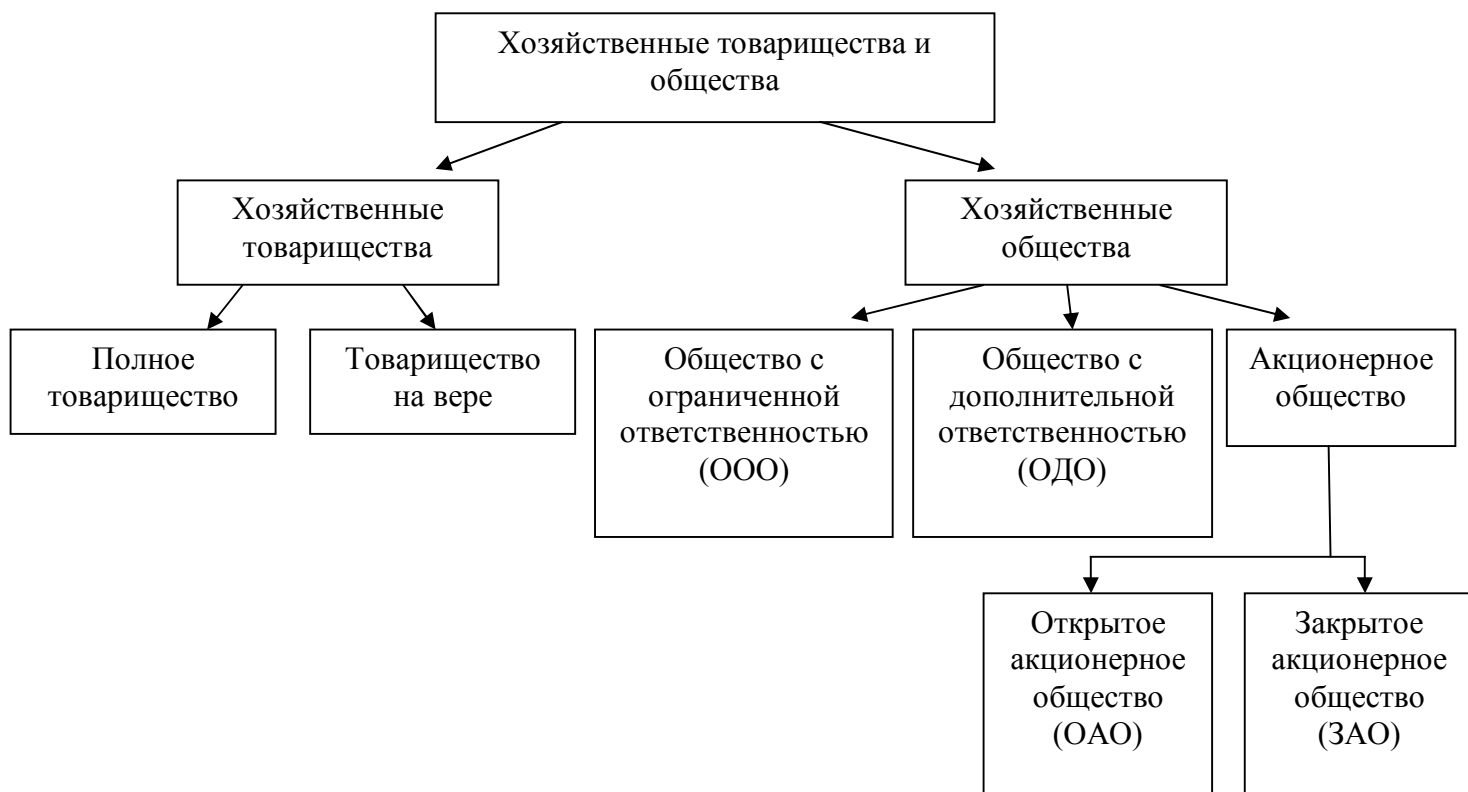 Хозяйственные товарищества и
общества
Хозяйственные
товарищества
Хозяйственные
общества
Полное
товарищество
Товарищество
на вере
Общество с
ограниченной
ответственностью
(ООО)
Общество с
дополнительной
ответственностью
(ОДО)
Акционерное
общество
Открытое
акционерное
общество
(ОАО)
Закрытое
акционерное
общество
(ЗАО)